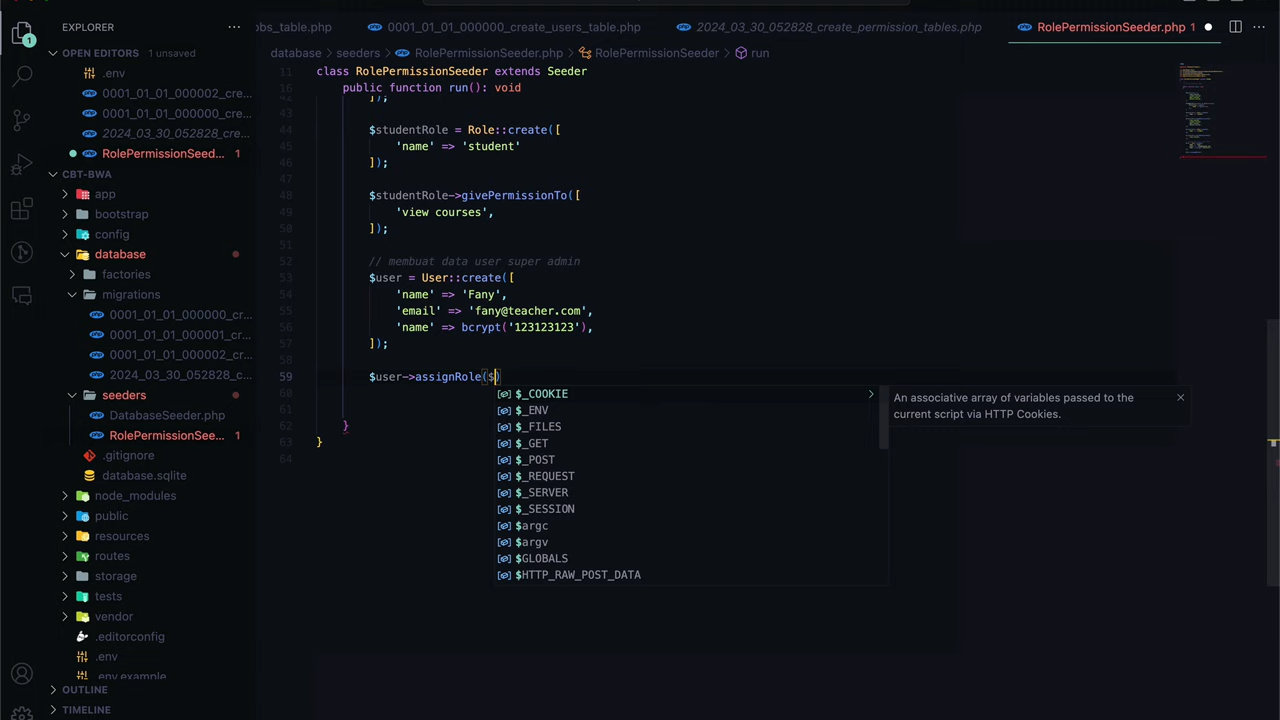 EXPLORER
OPEN EDITORS 1 unsaved
.env
0001_01_01_000002_cre...
0001_01_01_000000_cre...
2024_03_30_052828_cre...
RolePermissionSeed... 1
CBT-BWA
app
bootstrap
config
database
factories
migrations
0001_01_01_000000_cr...
0001_01_01_000001_cr...
0001_01_01_000002_cr...
2024_03_30_052828_cr...
seeders
DatabaseSeeder.php
RolePermissionSee... 1
.gitignore
database.sqlite
node_modules
public
resources
routes
storage
tests
vendor
.editorconfig
.env
.env.example
OUTLINE
TIMELINE
1
obs_table.php
0001_01_01_000000_create_users_table.php
2024_03_30_052828_create_permission_tables.php
RolePermissionSeeder.php 1
database > seeders > RolePermissionSeeder.php > RolePermissionSeeder > run
11 class RolePermissionSeeder extends Seeder
16 public function run(): void
42 ]);
43
44 $studentRole = Role::create([
45 'name' => 'student'
46 ]);
47
48 $studentRole->givePermissionTo([
49 'view courses',
50 ]);
51
52 // membuat data user super admin
53 $user = User::create([
54 'name' => 'Fany',
55 'email' => 'fany@teacher.com',
56 'name' => bcrypt('123123123'),
57 ]);
58
59 $user->assignRole($)
60
61
62 }
63 }
64
$_COOKIE
$_ENV
$_FILES
$_GET
$_POST
$_REQUEST
$_SERVER
$_SESSION
$argc
$argv
$GLOBALS
$HTTP_RAW_POST_DATA
An associative array of variables passed to the
current script via HTTP Cookies.